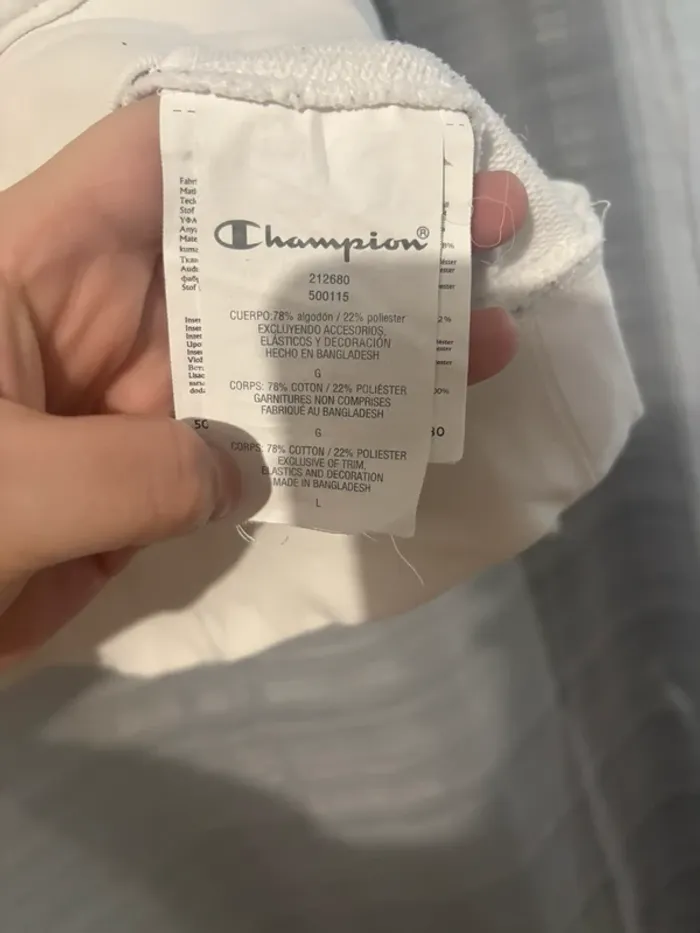 Champion®
212680
500115
CUERPO:78% algodón / 22% poliester
EXCLUYENDO ACCESORIOS,
ELÁSTICOS Y DECORACIÓN
HECHO EN BANGLADESH
G
CORPS: 78% COTON / 22% POLIÉSTER
GARNITURES NON COMPRISES
FABRIQUÉ AU BANGLADESH
G
CORPS: 78% COTTON / 22% POLIESTER
EXCLUSIVE OF TRIM,
ELASTICS AND DECORATION
MADE IN BANGLADESH
L